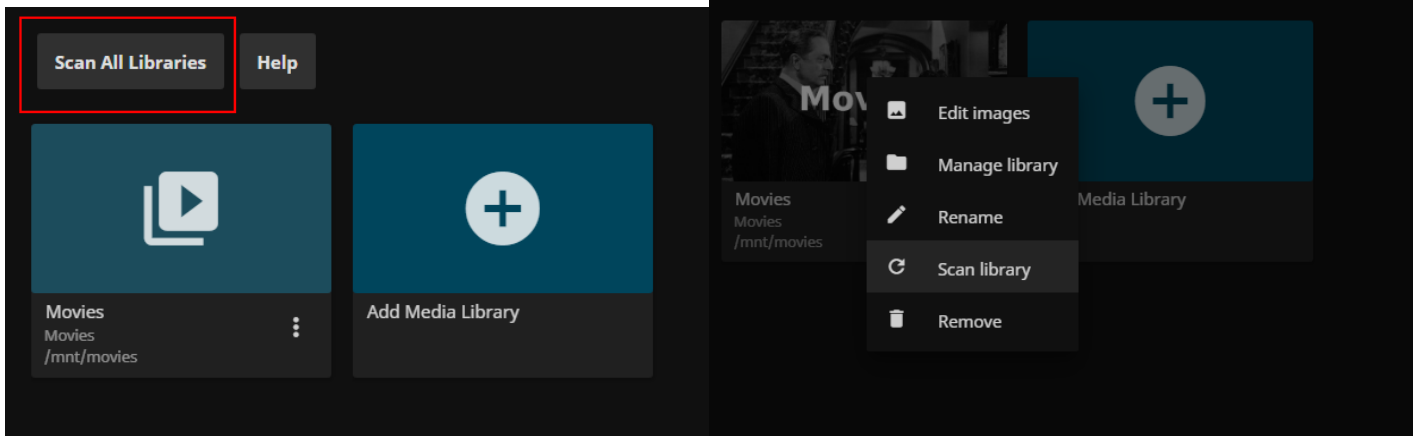 Scan All Libraries
Help
Movies
Movies
/mnt/movies
Add Media Library
Edit images
Manage library
Rename
Scan library
Remove
Movies
Movies
/mnt/movies
Media Library